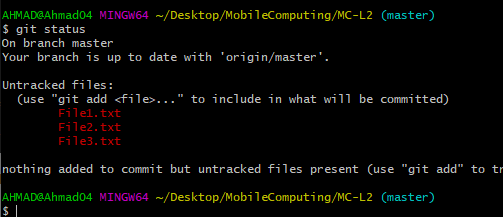 AHMAD@Ahmad04 MINGW64 ~/Desktop/MobileComputing/MC-L2 (master)
$ git status
On branch master
Your branch is up to date with 'origin/master'.
Untracked files:
(use "git add <file>..." to include in what will be committed)
File1.txt
File2.txt
File3.txt
nothing added to commit but untracked files present (use "git add" to tr
AHMAD@Ahmad04 MINGW64 ~/Desktop/MobileComputing/MC-L2 (master)
$